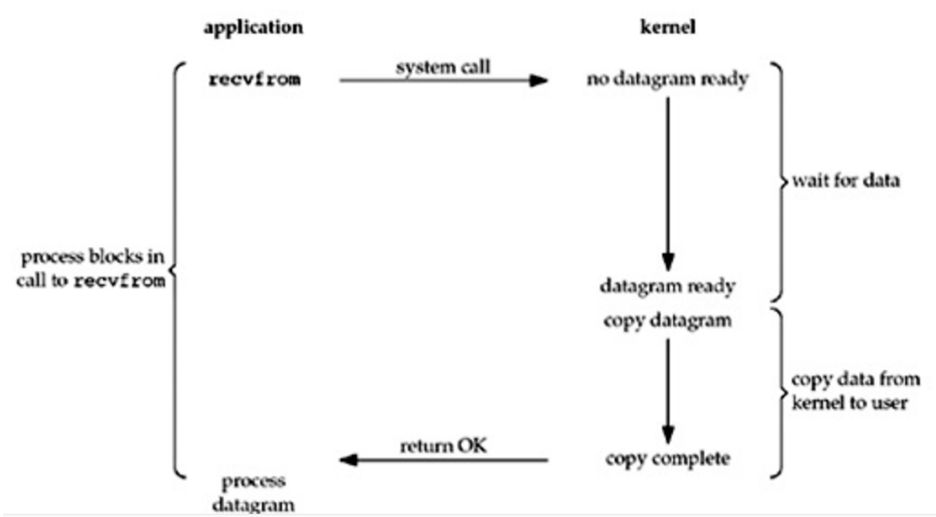 application
kernel
recvfrom
system call
no datagram ready
wait for data
process blocks in
call to recvfrom
datagram ready
copy datagram
copy data from
kernel to user
return OK
copy complete
process
datagram